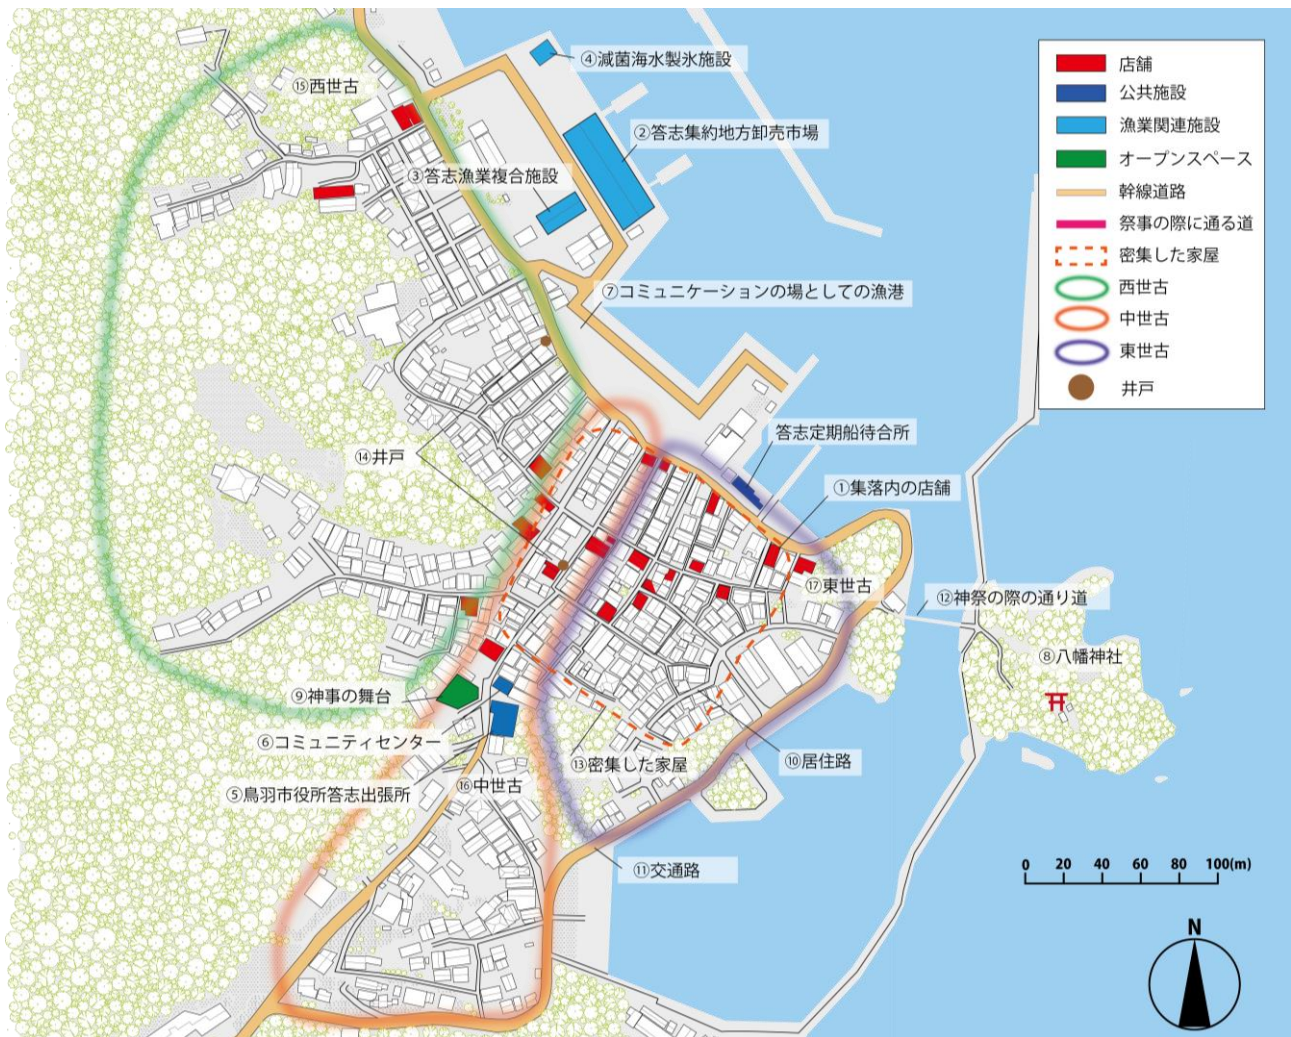 ④滅菌海水製氷施設
⑮西世古
②答志集約地方卸売市場
③答志漁業複合施設
⑦コミュニケーションの場としての漁港
答志定期船待合所
⑭井戸
①集落内の店舗
⑰東世古
⑫神祭の際の通り道
⑧八幡神社
⑨神事の舞台
⑥コミュニティセンター
⑬密集した家屋
⑩居住路
⑯中世古
⑤鳥羽市役所答志出張所
⑪交通路
店舗
公共施設
漁業関連施設
オープンスペース
幹線道路
祭事の際に通る道
密集した家屋
西世古
中世古
東世古
井戸
0 20 40 60 80 100(m)
N